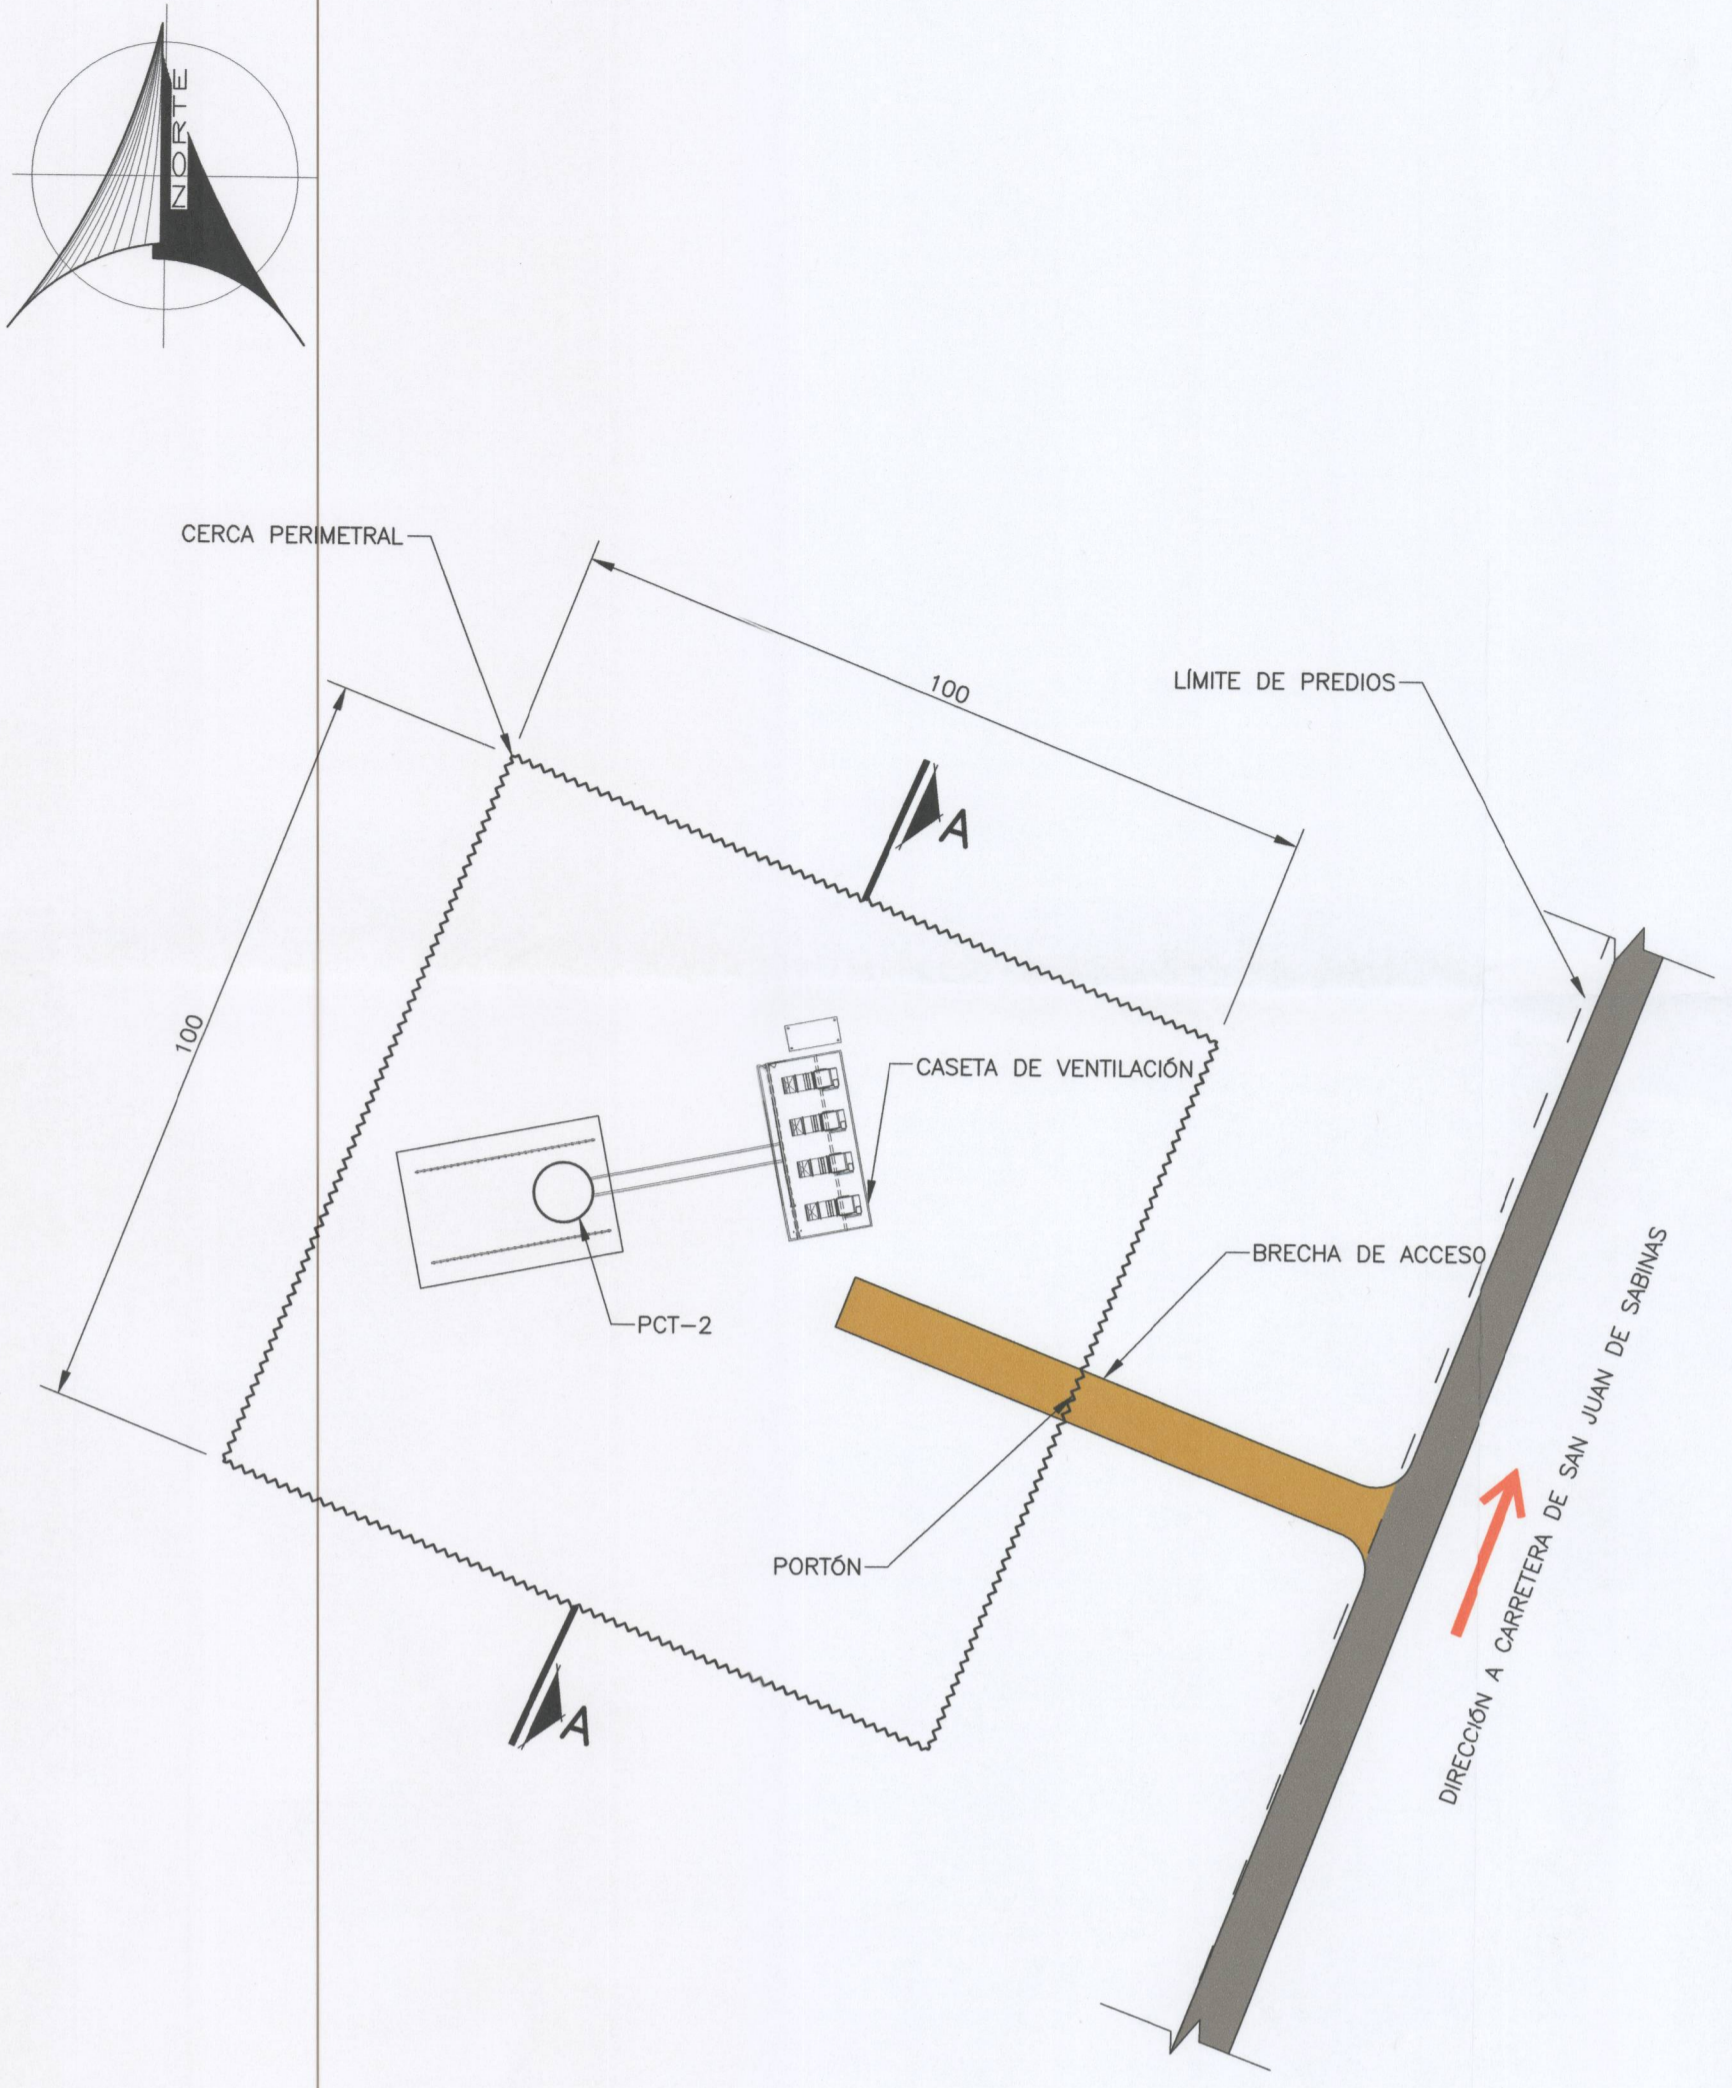 NORTE
CERCA PERIMETRAL
100
LÍMITE DE PREDIOS
A
100
CASETA DE VENTILACIÓN
BRECHA DE ACCESO
PCT-2
DIRECCIÓN A CARRETERA DE SAN JUAN DE SABINAS
PORTÓN
A